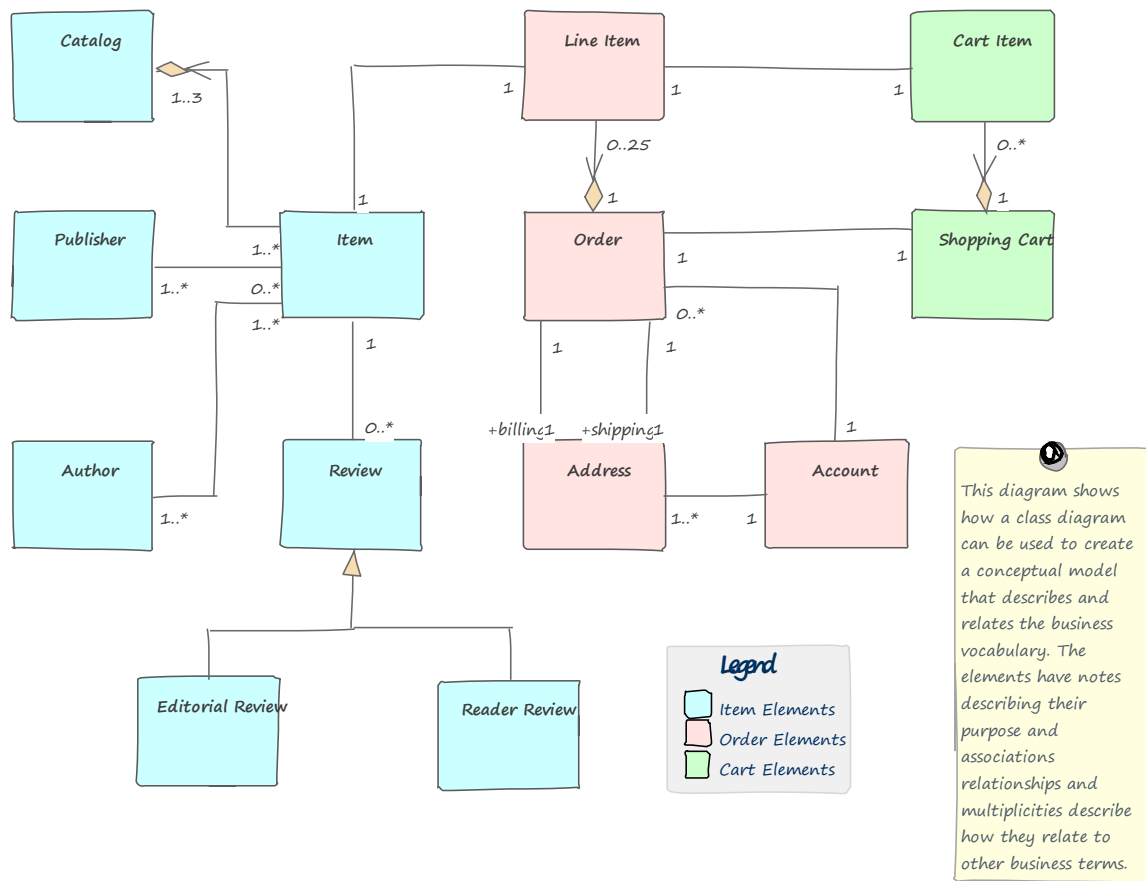 Catalog
Line Item
Cart Item
1..3
1
1
1
0..25
0..*
1
1
1
Publisher
Item
Order
Shopping Cart
1..*
1
1
1..*
0..*
1..*
0..*
1
1
1
0..*
+billing
1
+shipping
1
1
Author
Review
Address
Account
1..*
1..*
1
Editorial Review
Reader Review
Legend
Item Elements
Order Elements
Cart Elements
This diagram shows
how a class diagram
can be used to create
a conceptual model
that describes and
relates the business
vocabulary. The
elements have notes
describing their
purpose and
associations
relationships and
multiplicities describe
how they relate to
other business terms.